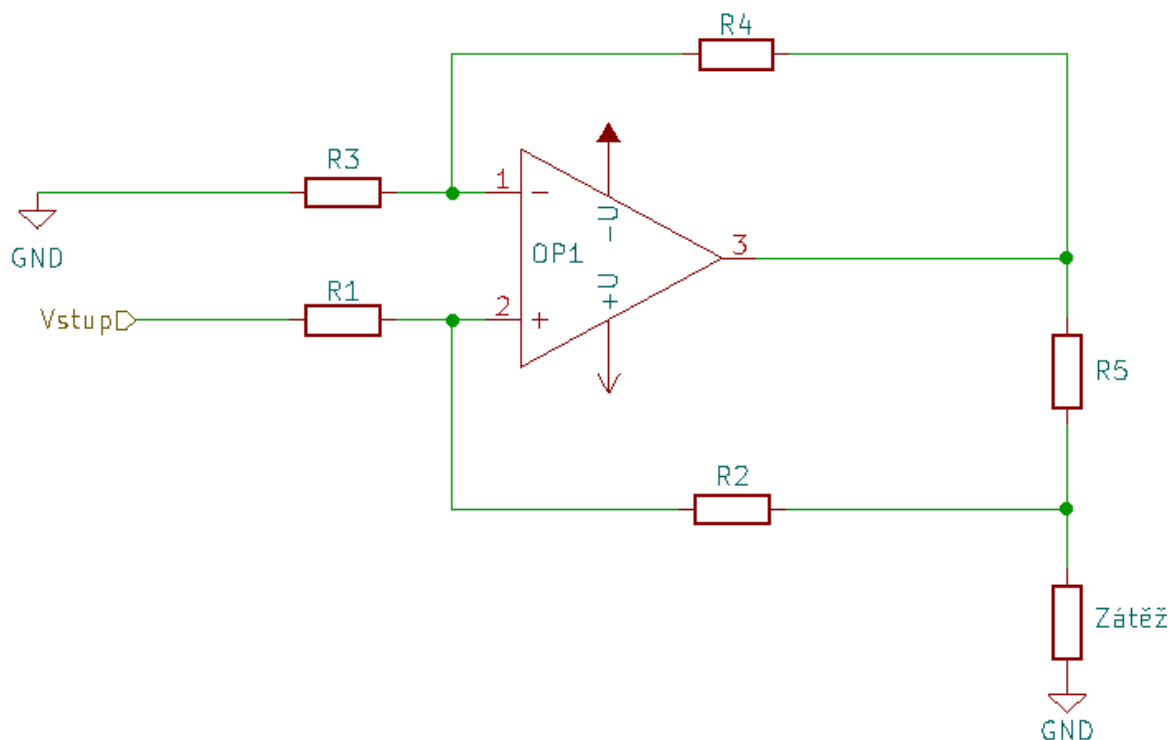 R4
R3
1
−
-U
GND
OP1
3
+U
R1
Vstup
2
+
R5
R2
Zátěž
GND